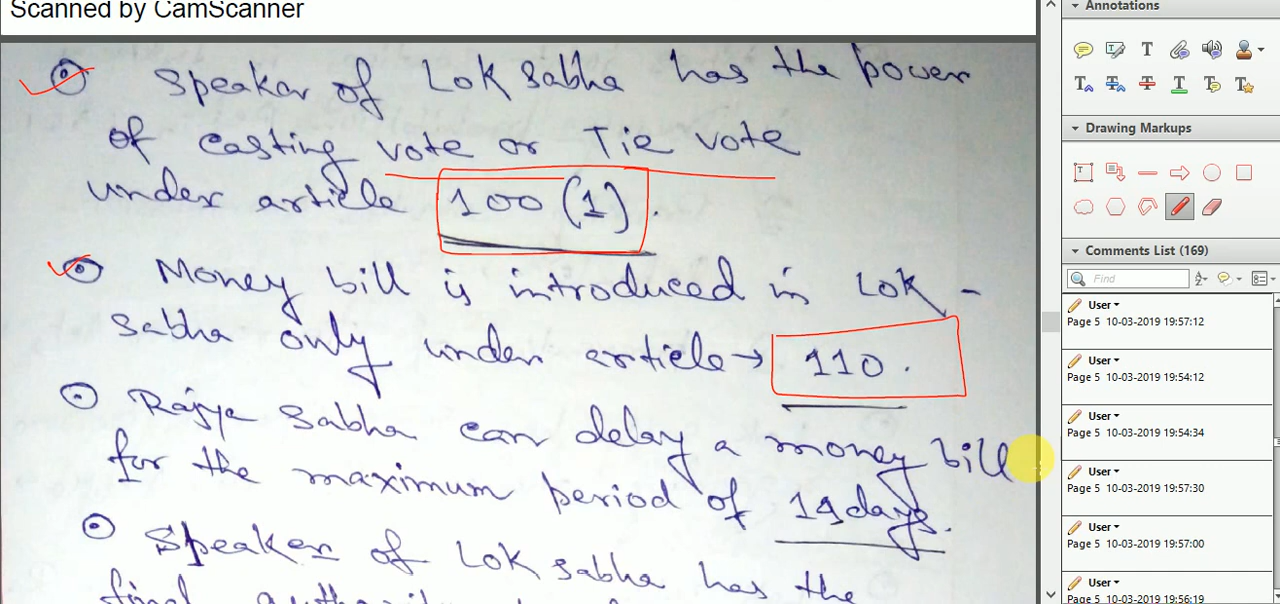 Scanned by CamScanner
Speaker of Lok Sabha has the power
of casting vote or Tie vote
under article 100 (1).
Money bill is introduced in Lok -
Sabha only under article → 110.
Rajya Sabha can delay a money bill
for the maximum period of 14 days.
Speaker of Lok Sabha has the
Annotations
Drawing Markups
Comments List (169)
Find
User
Page 5 10-03-2019 19:57:12
User
Page 5 10-03-2019 19:54:12
User
Page 5 10-03-2019 19:54:34
User
Page 5 10-03-2019 19:57:30
User
Page 5 10-03-2019 19:57:00
User
Page 5 10-03-2019 19:56:19